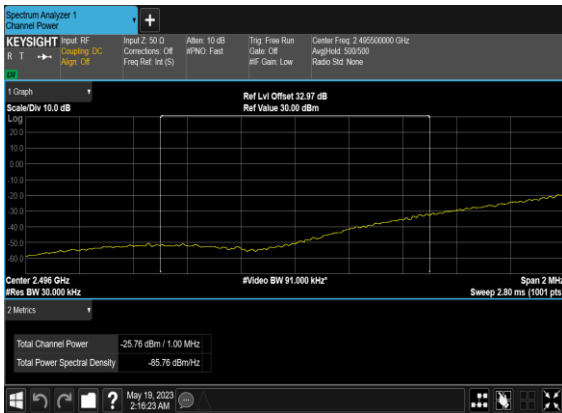 Spectrum Analyzer 1
Channel Power
+
KEYSIGHT Input: RF Input Z: 50 Ω Atten: 10 dB Trig: Free Run Center Freq: 2.495500000 GHz
R T Coupling: DC Corrections: Off #PNO: Fast Gate: Off Avg|Hold: 500/500
Align: Off Freq Ref: Int (S) #IF Gain: Low Radio Std: None
LXI
1 Graph
Ref Lvl Offset 32.97 dB
Scale/Div 10.0 dB Ref Value 30.00 dBm
Log
20.0
10.0
0.00
-10.0
-20.0
-30.0
-40.0
-50.0
-60.0
Center 2.496 GHz #Video BW 91.000 kHz* Span 2 MHz
#Res BW 30.000 kHz Sweep 2.80 ms (1001 pts
2 Metrics
Total Channel Power -25.76 dBm / 1.00 MHz
Total Power Spectral Density -85.76 dBm/Hz
? May 19, 2023
2:16:23 AM